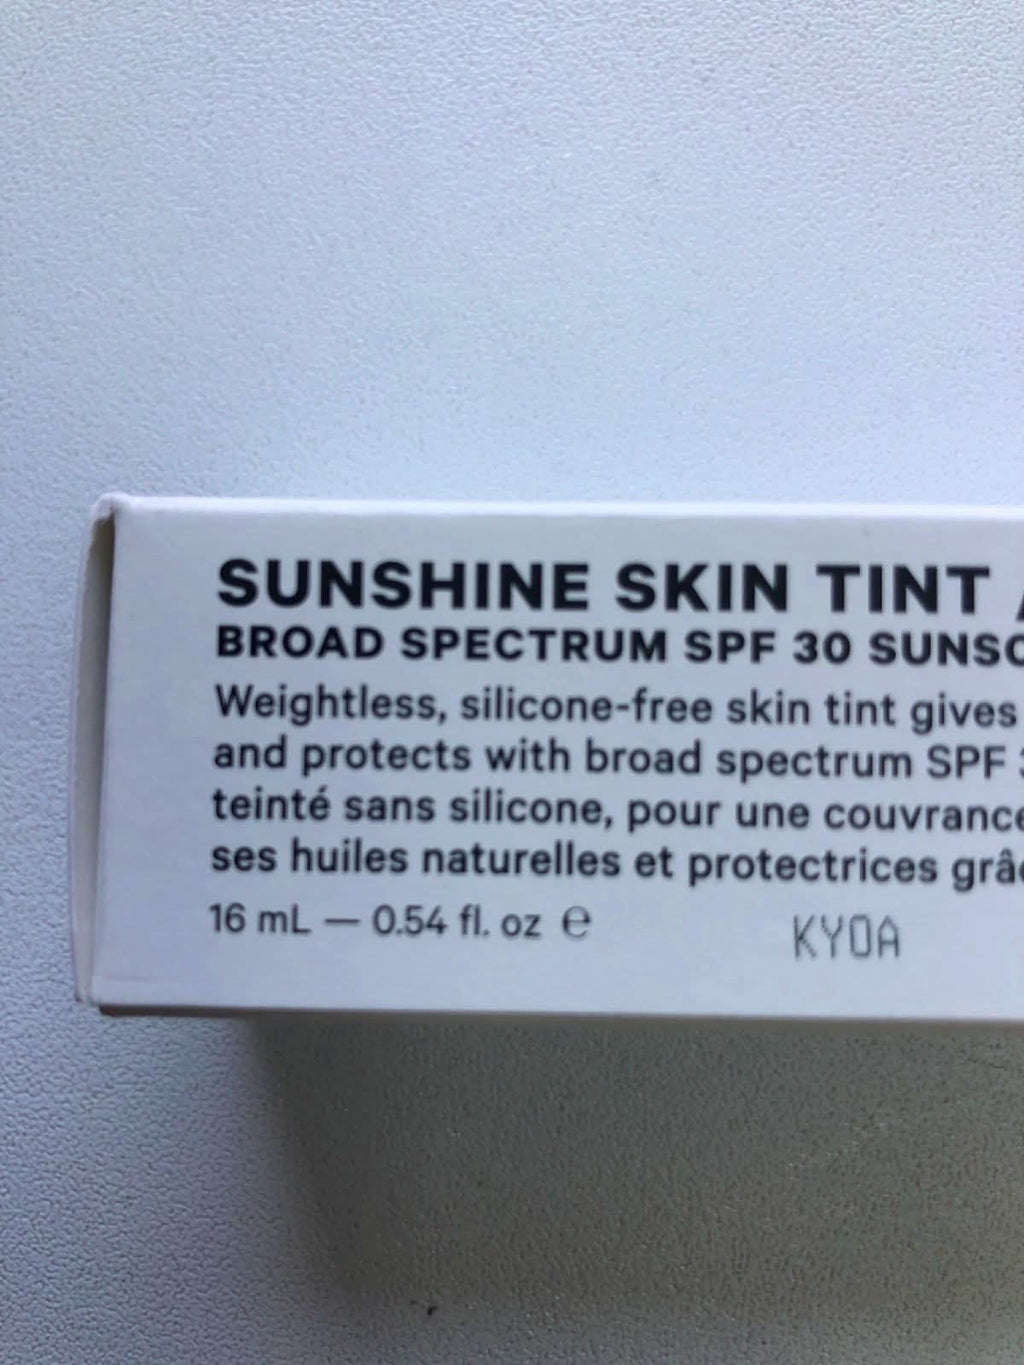 SUNSHINE SKIN TINT
BROAD SPECTRUM SPF 30
Weightless, silicone-free skin tint gives
and protects with broad spectrum SPF
teinté sans silicone, pour une couvrance
ses huiles naturelles et protectrices
16 mL — 0.54 fl. oz ℮
KYOA